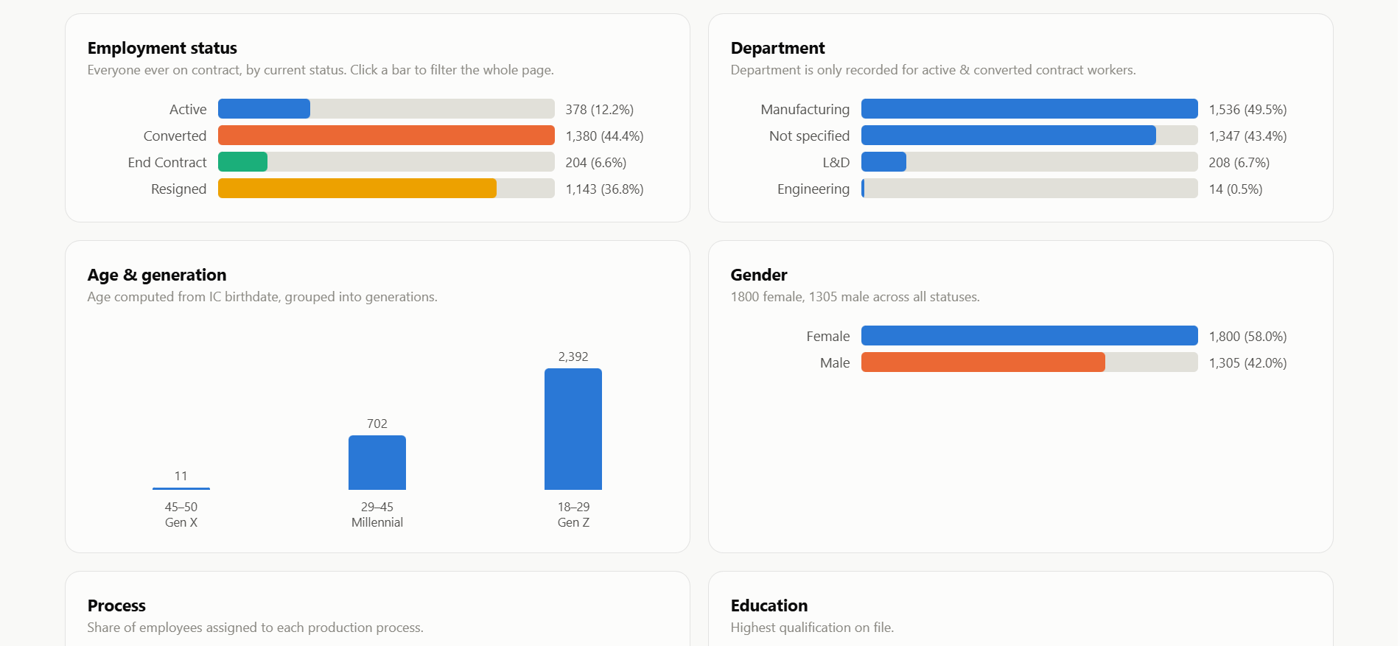 Employment status
Everyone ever on contract, by current status. Click a bar to filter the whole page.
Active 378 (12.2%)
Converted 1,380 (44.4%)
End Contract 204 (6.6%)
Resigned 1,143 (36.8%)
Department
Department is only recorded for active & converted contract workers.
Manufacturing 1,536 (49.5%)
Not specified 1,347 (43.4%)
L&D 208 (6.7%)
Engineering 14 (0.5%)
Age & generation
Age computed from IC birthdate, grouped into generations.
11
702
2,392
45–50
Gen X
29–45
Millennial
18–29
Gen Z
Gender
1800 female, 1305 male across all statuses.
Female 1,800 (58.0%)
Male 1,305 (42.0%)
Process
Share of employees assigned to each production process.
Education
Highest qualification on file.